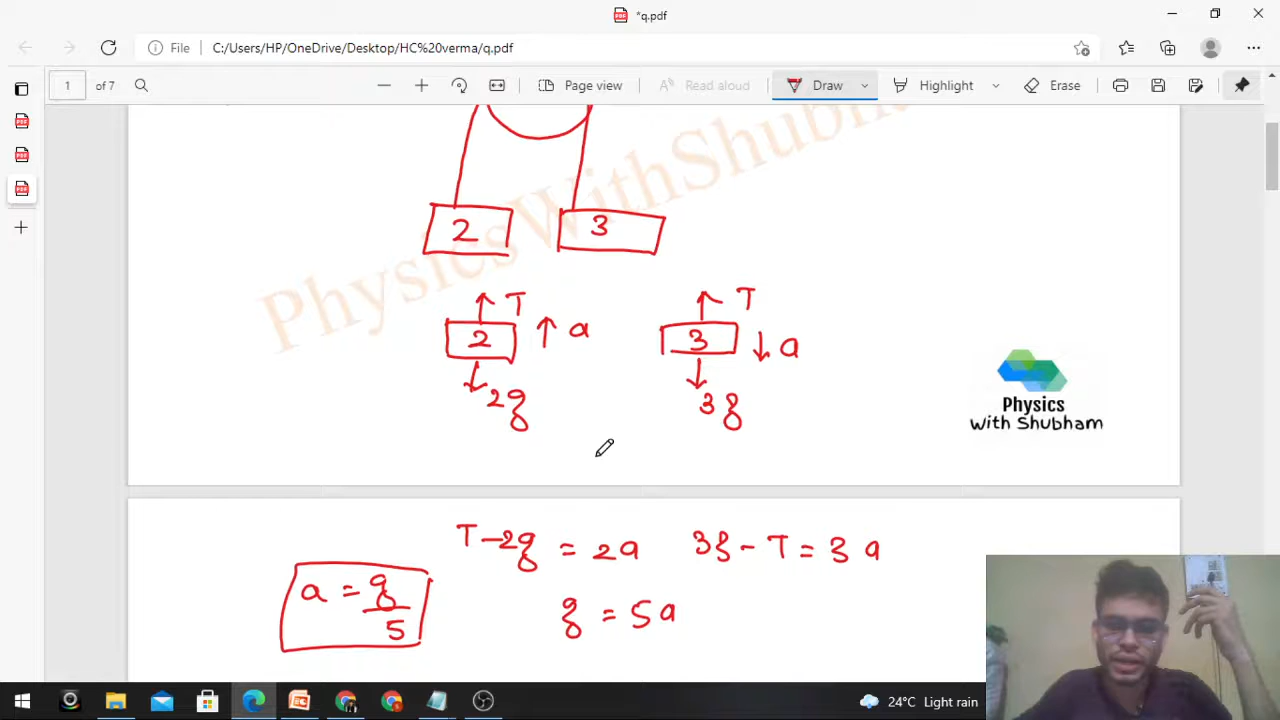 *q.pdf
File C:/Users/HP/OneDrive/Desktop/HC%20verma/q.pdf
1 of 7 Page view Read aloud Draw Highlight Erase
PhysicsWithShubham
2 3
T T
2 ↑ a 3 ↓ a
2g 3g
Physics
With Shubham
T-2g = 2a 3g - T = 3a
a = g/5
g = 5a
24°C Light rain